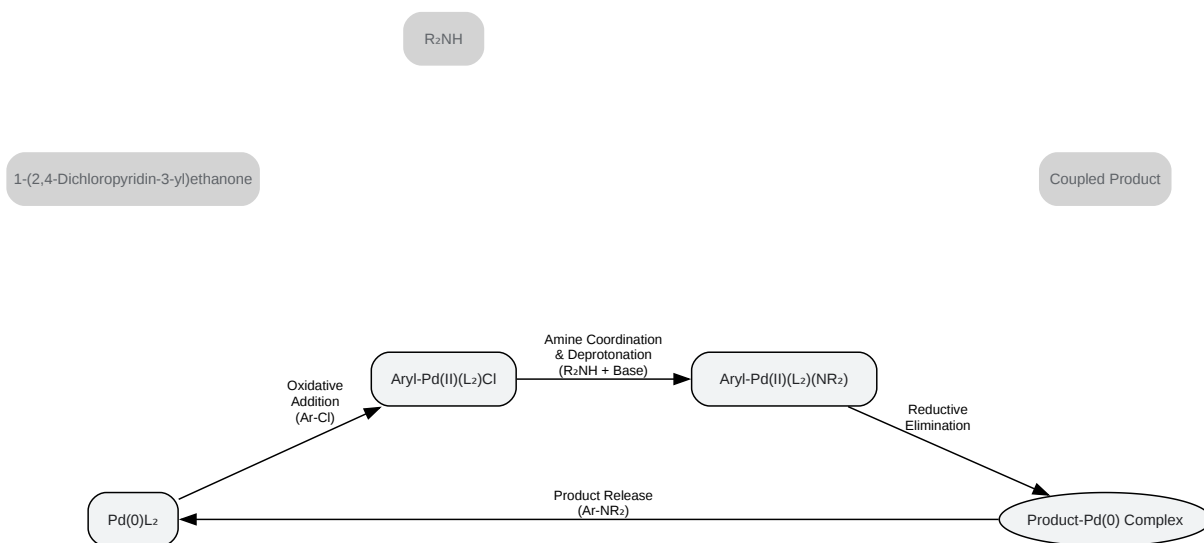 R₂NH
1-(2,4-Dichloropyridin-3-yl)ethanone
Coupled Product
Amine Coordination
& Deprotonation
(R₂NH + Base)
Aryl-Pd(II)(L₂)Cl
Aryl-Pd(II)(L₂)(NR₂)
Oxidative
Addition
(Ar-Cl)
Reductive
Elimination
Product Release
(Ar-NR₂)
Pd(0)L₂
Product-Pd(0) Complex